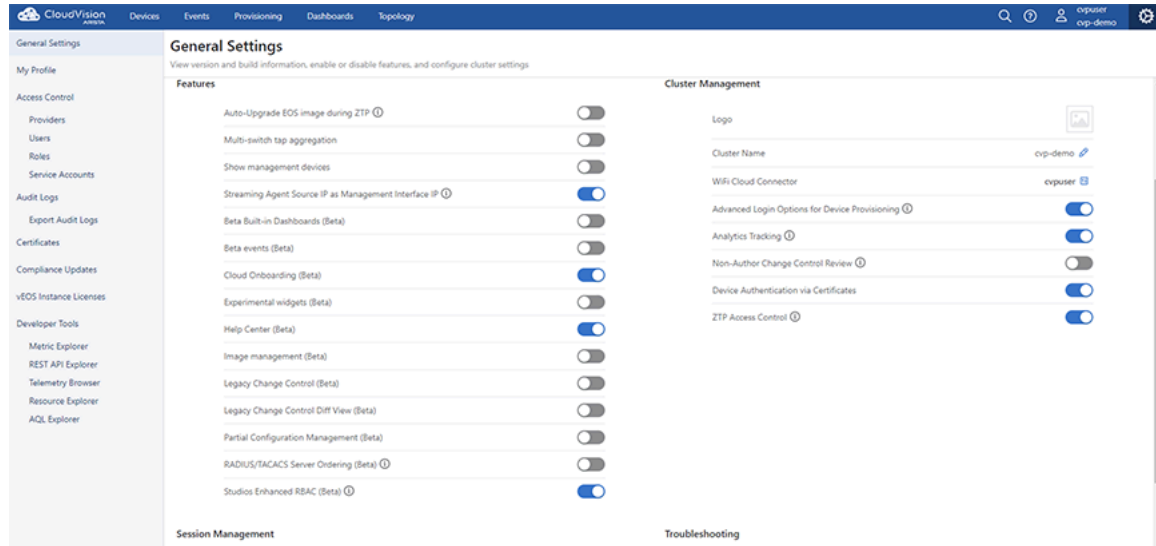 CloudVision
ARISTA
Devices
Events
Provisioning
Dashboards
Topology
cvpuser
cvp-demo
General Settings
My Profile
Access Control
Providers
Users
Roles
Service Accounts
Audit Logs
Export Audit Logs
Certificates
Compliance Updates
vEOS Instance Licenses
Developer Tools
Metric Explorer
REST API Explorer
Telemetry Browser
Resource Explorer
AQL Explorer
General Settings
View version and build information, enable or disable features, and configure cluster settings
Features
Auto-Upgrade EOS image during ZTP
Multi-switch tap aggregation
Show management devices
Streaming Agent Source IP as Management Interface IP
Beta Built-in Dashboards (Beta)
Beta events (Beta)
Cloud Onboarding (Beta)
Experimental widgets (Beta)
Help Center (Beta)
Image management (Beta)
Legacy Change Control (Beta)
Legacy Change Control Diff View (Beta)
Partial Configuration Management (Beta)
RADIUS/TACACS Server Ordering (Beta)
Studios Enhanced RBAC (Beta)
Session Management
Cluster Management
Logo
Cluster Name cvp-demo
WiFi Cloud Connector cvpuser
Advanced Login Options for Device Provisioning
Analytics Tracking
Non-Author Change Control Review
Device Authentication via Certificates
ZTP Access Control
Troubleshooting